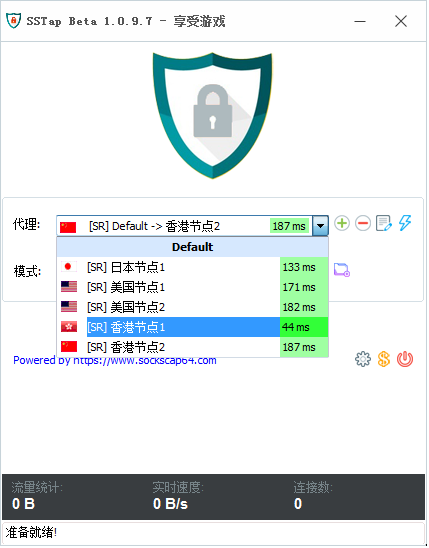 SSTap Beta 1.0.9.7 - 享受游戏
代理: [SR] Default -> 香港节点2 187 ms
Default
[SR] 日本节点1 133 ms
模式:
[SR] 美国节点1 171 ms
[SR] 美国节点2 182 ms
[SR] 香港节点1 44 ms
[SR] 香港节点2 187 ms
Powered by https://www.sockscap64.com
流量统计: 实时速度: 连接数:
0 B 0 B/s 0
准备就绪!